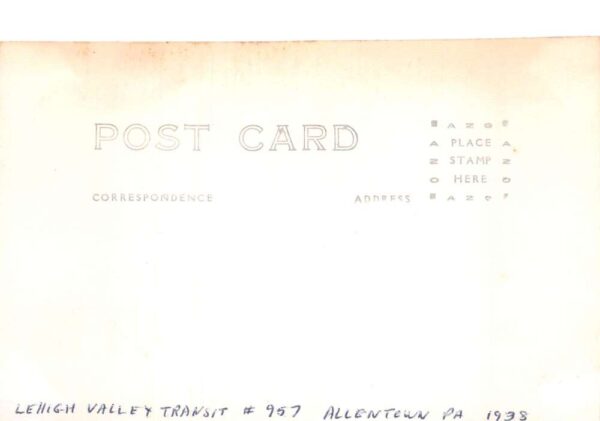 POST CARD
PLACE
STAMP
HERE
CORRESPONDENCE
ADDRESS
LEHIGH VALLEY TRANSIT # 957 ALLENTOWN PA 1938